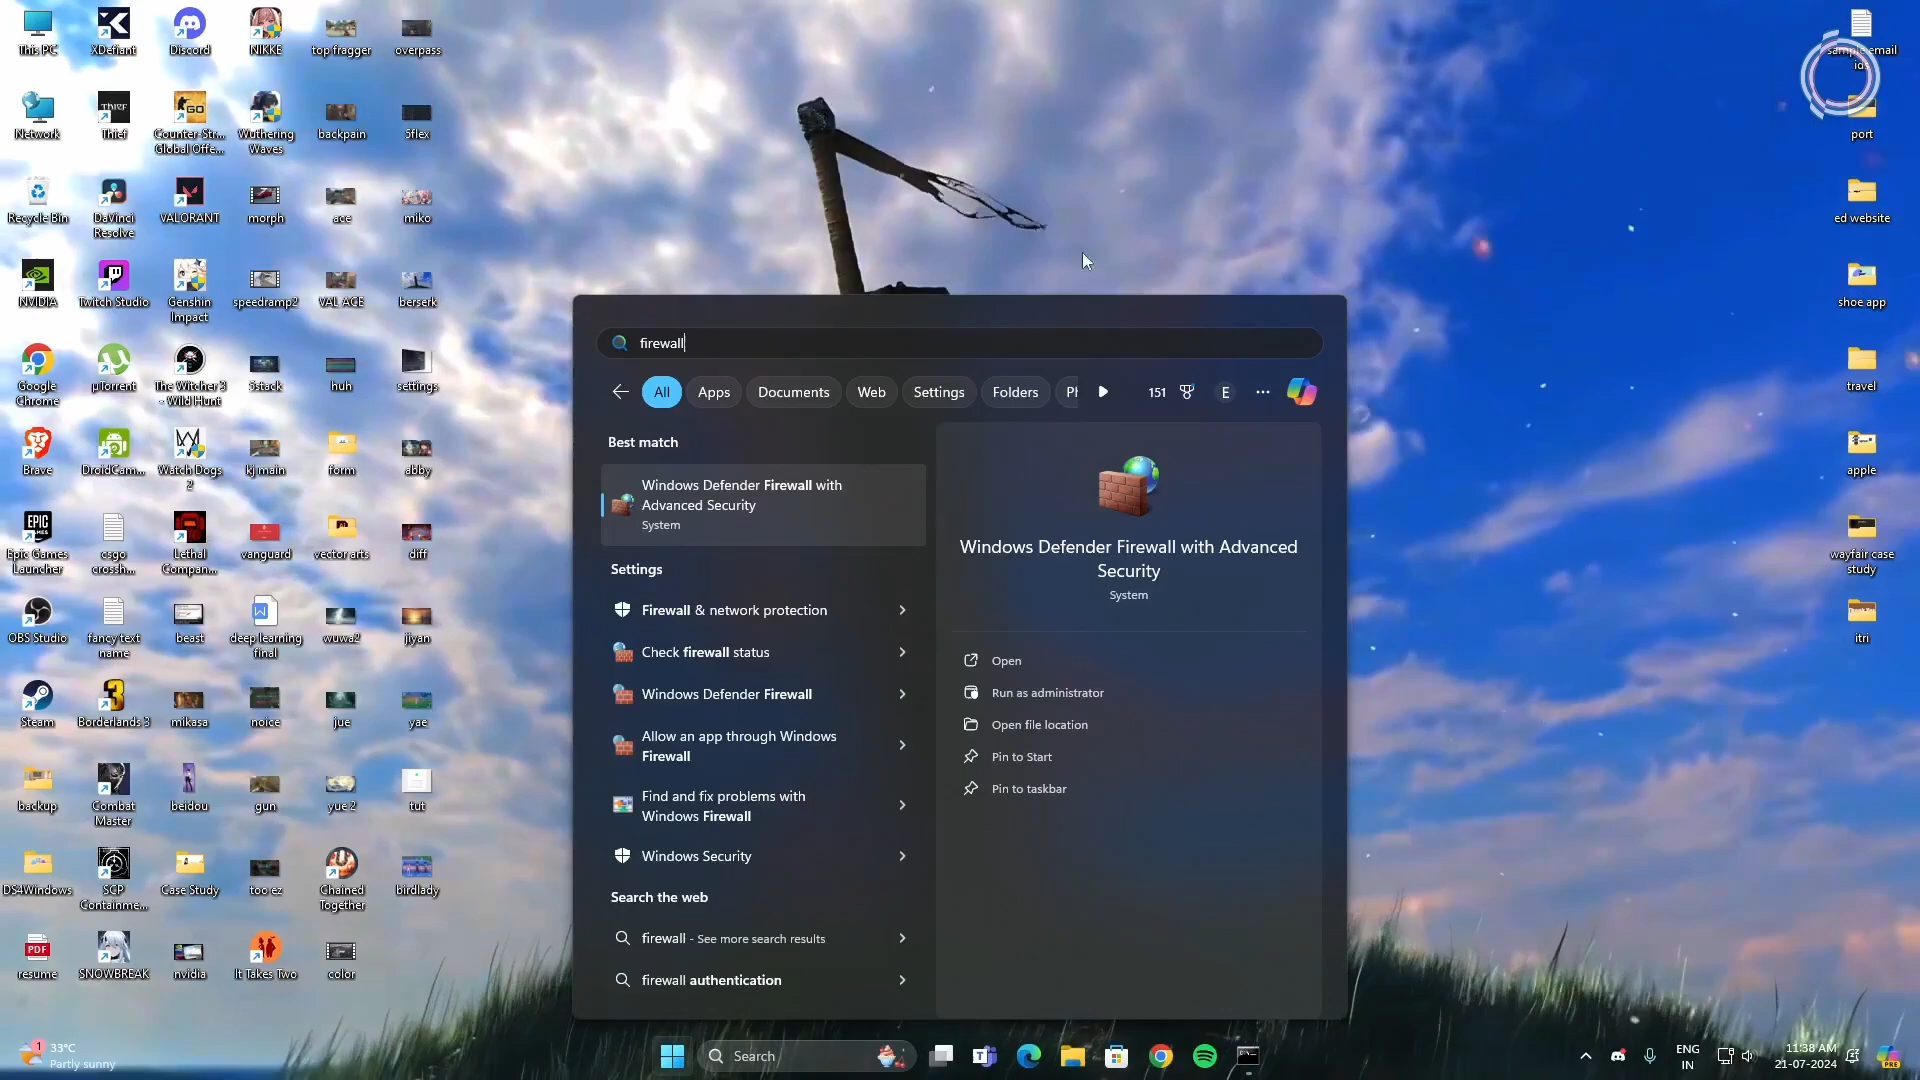 This PC
XDefiant
Discord
NIKKE
top fragger
overpass
sample email
ids
Network
Thief
Counter-Str...
Global Offe...
Wuthering
Waves
backpain
5flex
port
Recycle Bin
DaVinci
Resolve
VALORANT
morph
ace
miko
ed website
NVIDIA
Twitch Studio
Genshin
Impact
speedramp2
VAL ACE
berserk
shoe app
Google
Chrome
µTorrent
The Witcher 3
- Wild Hunt
5stack
huh
settings
travel
Brave
DroidCam...
Watch Dogs
2
kj main
form
abby
apple
Epic Games
Launcher
csgo
crossh...
Lethal
Compan...
vanguard
vector arts
diff
wayfair case
study
OBS Studio
fancy text
name
beast
deep learning
final
wuwa2
jiyan
itri
Steam
Borderlands 3
mikasa
noice
jue
yae
backup
Combat
Master
beidou
gun
yue 2
tut
DS4Windows
SCP
Containme...
Case Study
too ez
Chained
Together
birdlady
resume
SNOWBREAK
nvidia
It Takes Two
color
firewall
All
Apps
Documents
Web
Settings
Folders
151
E
Best match
Windows Defender Firewall with
Advanced Security
System
Settings
Firewall & network protection
Check firewall status
Windows Defender Firewall
Allow an app through Windows
Firewall
Find and fix problems with
Windows Firewall
Windows Security
Search the web
firewall - See more search results
firewall authentication
Windows Defender Firewall with Advanced
Security
System
Open
Run as administrator
Open file location
Pin to Start
Pin to taskbar
1
33°C
Partly sunny
Search
ENG
IN
11:38 AM
21-07-2024